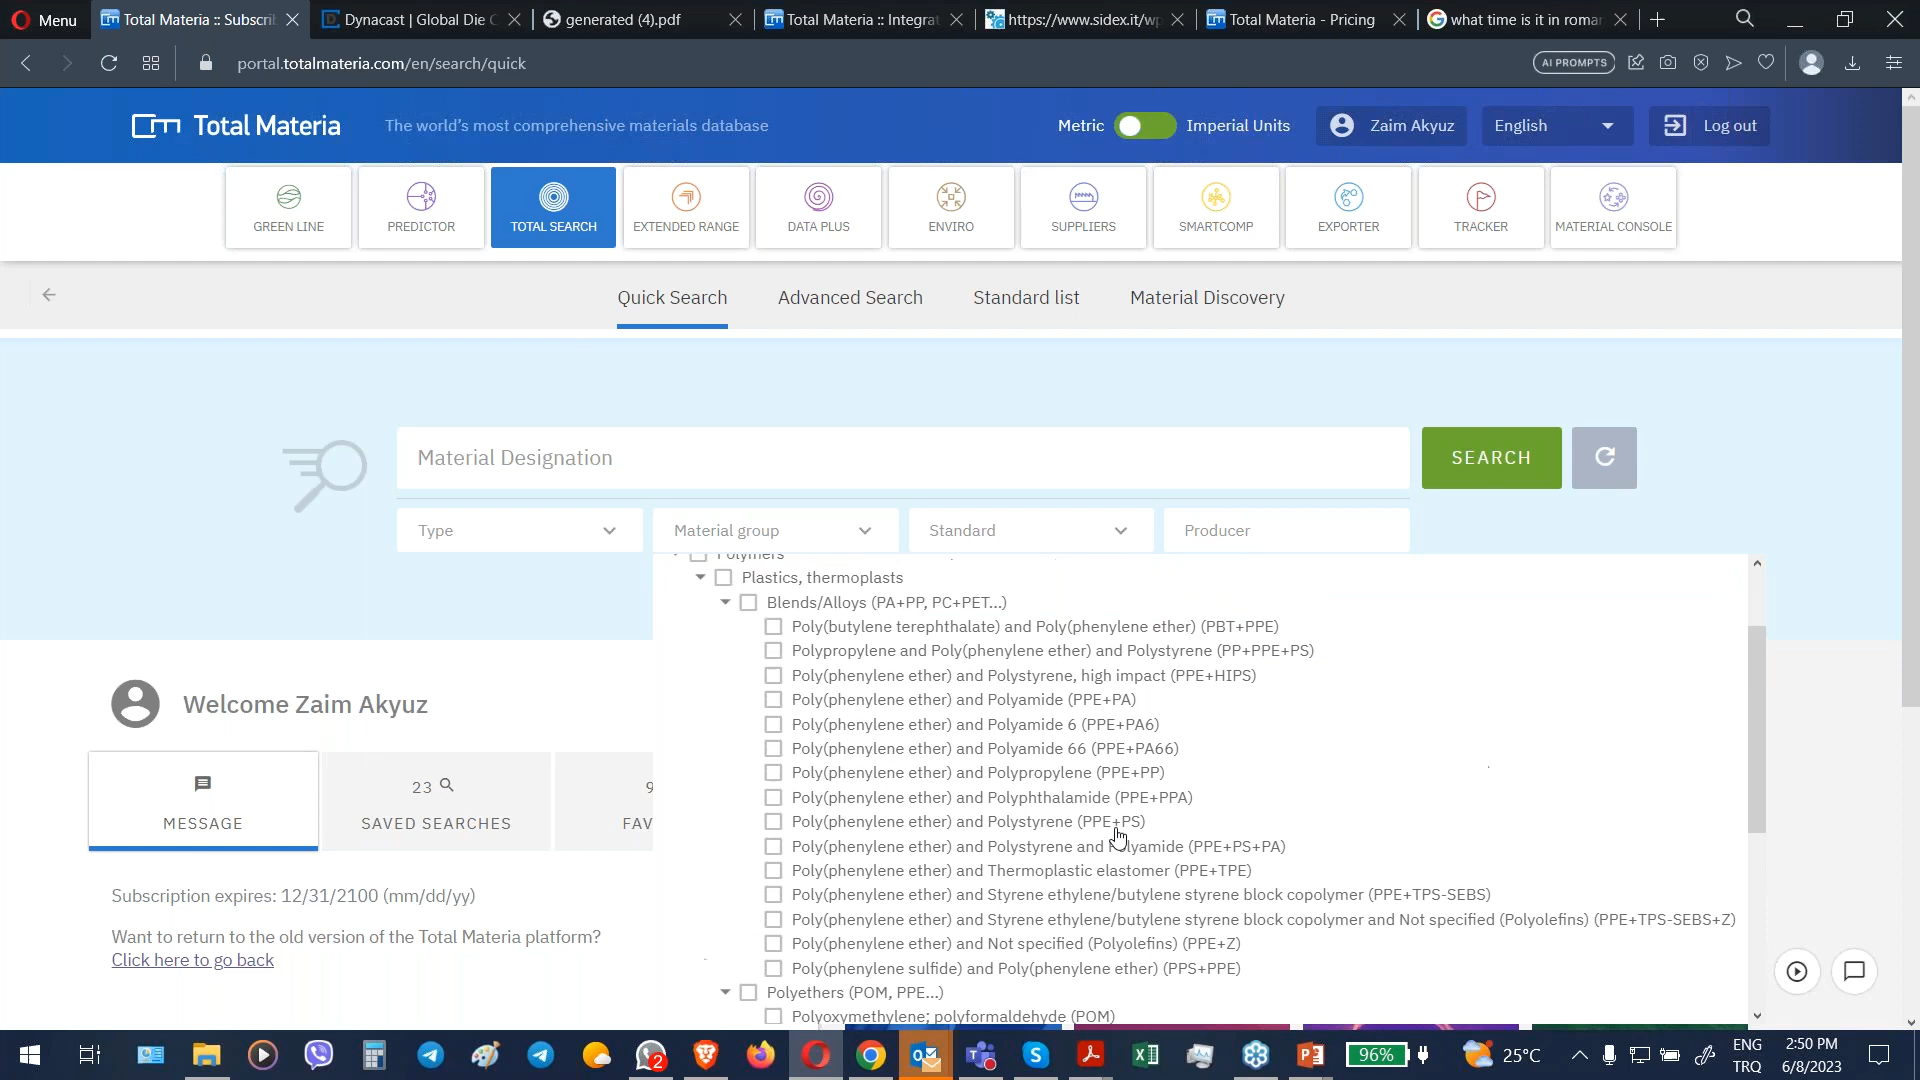 Menu
Total Materia :: Subscri
Dynacast | Global Die C
generated (4).pdf
Total Materia :: Integrat
https://www.sidex.it/wp
Total Materia - Pricing
what time is it in roma
portal.totalmateria.com/en/search/quick
AI PROMPTS
Total Materia
The world's most comprehensive materials database
Metric
Imperial Units
Zaim Akyuz
English
Log out
GREEN LINE
PREDICTOR
TOTAL SEARCH
EXTENDED RANGE
DATA PLUS
ENVIRO
SUPPLIERS
SMARTCOMP
EXPORTER
TRACKER
MATERIAL CONSOLE
Quick Search
Advanced Search
Standard list
Material Discovery
Material Designation
SEARCH
Type
Material group
Standard
Producer
Polymers
Plastics, thermoplasts
Blends/Alloys (PA+PP, PC+PET...)
Poly(butylene terephthalate) and Poly(phenylene ether) (PBT+PPE)
Polypropylene and Poly(phenylene ether) and Polystyrene (PP+PPE+PS)
Poly(phenylene ether) and Polystyrene, high impact (PPE+HIPS)
Poly(phenylene ether) and Polyamide (PPE+PA)
Poly(phenylene ether) and Polyamide 6 (PPE+PA6)
Poly(phenylene ether) and Polyamide 66 (PPE+PA66)
Poly(phenylene ether) and Polypropylene (PPE+PP)
Poly(phenylene ether) and Polyphthalamide (PPE+PPA)
Poly(phenylene ether) and Polystyrene (PPE+PS)
Poly(phenylene ether) and Polystyrene and Polyamide (PPE+PS+PA)
Poly(phenylene ether) and Thermoplastic elastomer (PPE+TPE)
Poly(phenylene ether) and Styrene ethylene/butylene styrene block copolymer (PPE+TPS-SEBS)
Poly(phenylene ether) and Styrene ethylene/butylene styrene block copolymer and Not specified (Polyolefins) (PPE+TPS-SEBS+Z)
Poly(phenylene ether) and Not specified (Polyolefins) (PPE+Z)
Poly(phenylene sulfide) and Poly(phenylene ether) (PPS+PPE)
Polyethers (POM, PPE...)
Polyoxymethylene; polyformaldehyde (POM)
Welcome Zaim Akyuz
MESSAGE
23
SAVED SEARCHES
9
FAV
Subscription expires: 12/31/2100 (mm/dd/yy)
Want to return to the old version of the Total Materia platform?
Click here to go back
2
96%
25°C
ENG
TRQ
2:50 PM
6/8/2023